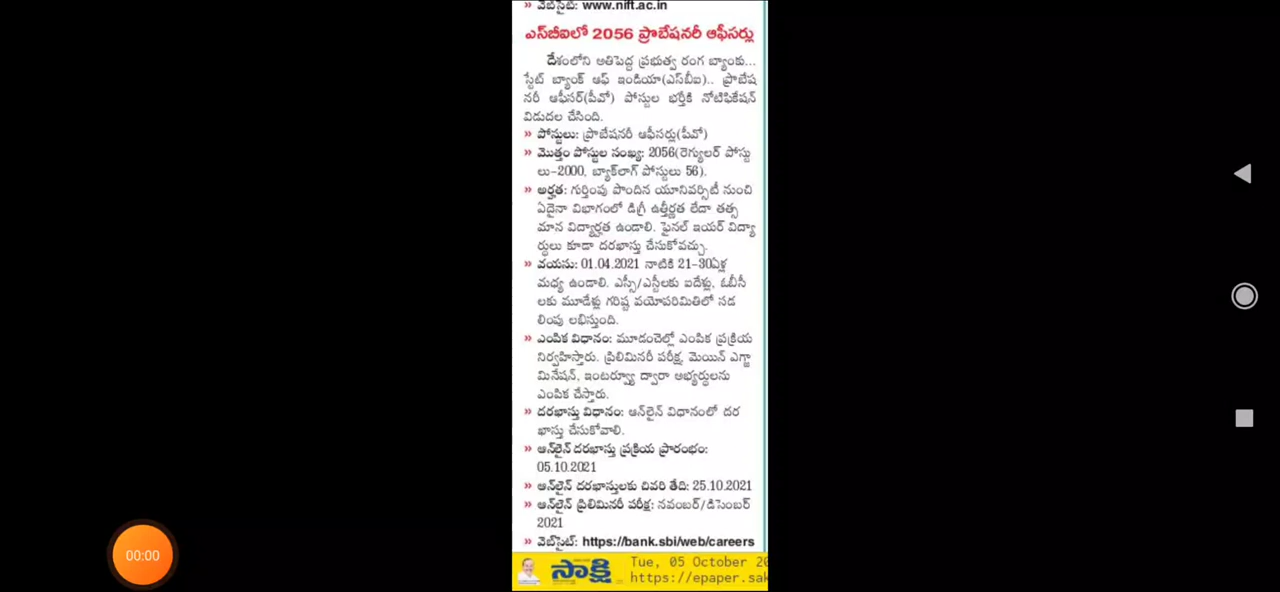 » వెబ్‌సైట్: www.nift.ac.in
ఎస్‌బీఐలో 2056 ప్రొబేషనరీ ఆఫీసర్లు
దేశంలోని అతిపెద్ద ప్రభుత్వ రంగ బ్యాంకు...
స్టేట్ బ్యాంక్ ఆఫ్ ఇండియా(ఎస్‌బీఐ).. ప్రొబేష
నరీ ఆఫీసర్(పీవో) పోస్టుల భర్తీకి నోటిఫికేషన్
విడుదల చేసింది.
» పోస్టులు: ప్రొబేషనరీ ఆఫీసర్లు(పీవో)
» మొత్తం పోస్టుల సంఖ్య: 2056(రెగ్యులర్ పోస్టు
లు-2000, బ్యాక్‌లాగ్ పోస్టులు 56).
» అర్హత: గుర్తింపు పొందిన యూనివర్సిటీ నుంచి
ఏదైనా విభాగంలో డిగ్రీ ఉత్తీర్ణత లేదా తత్స
మాన విద్యార్హత ఉండాలి. ఫైనల్ ఇయర్ విద్యా
ర్థులు కూడా దరఖాస్తు చేసుకోవచ్చు.
» వయసు: 01.04.2021 నాటికి 21-30ఏళ్ల
మధ్య ఉండాలి. ఎస్సీ/ఎస్టీలకు ఐదేళ్లు, ఓబీసీ
లకు మూడేళ్లు గరిష్ట వయోపరిమితిలో సడ
లింపు లభిస్తుంది.
» ఎంపిక విధానం: మూడంచెల్లో ఎంపిక ప్రక్రియ
నిర్వహిస్తారు. ప్రిలిమినరీ పరీక్ష, మెయిన్ ఎగ్జా
మినేషన్, ఇంటర్వ్యూ ద్వారా అభ్యర్థులను
ఎంపిక చేస్తారు.
» దరఖాస్తు విధానం: ఆన్‌లైన్ విధానంలో దర
ఖాస్తు చేసుకోవాలి.
» ఆన్‌లైన్ దరఖాస్తు ప్రక్రియ ప్రారంభం:
05.10.2021
» ఆన్‌లైన్ దరఖాస్తులకు చివరి తేది: 25.10.2021
» ఆన్‌లైన్ ప్రిలిమినరీ పరీక్ష: నవంబర్/డిసెంబర్
2021
» వెబ్‌సైట్: https://bank.sbi/web/careers
సాక్షి
Tue, 05 October 20
https://epaper.sak
00:00